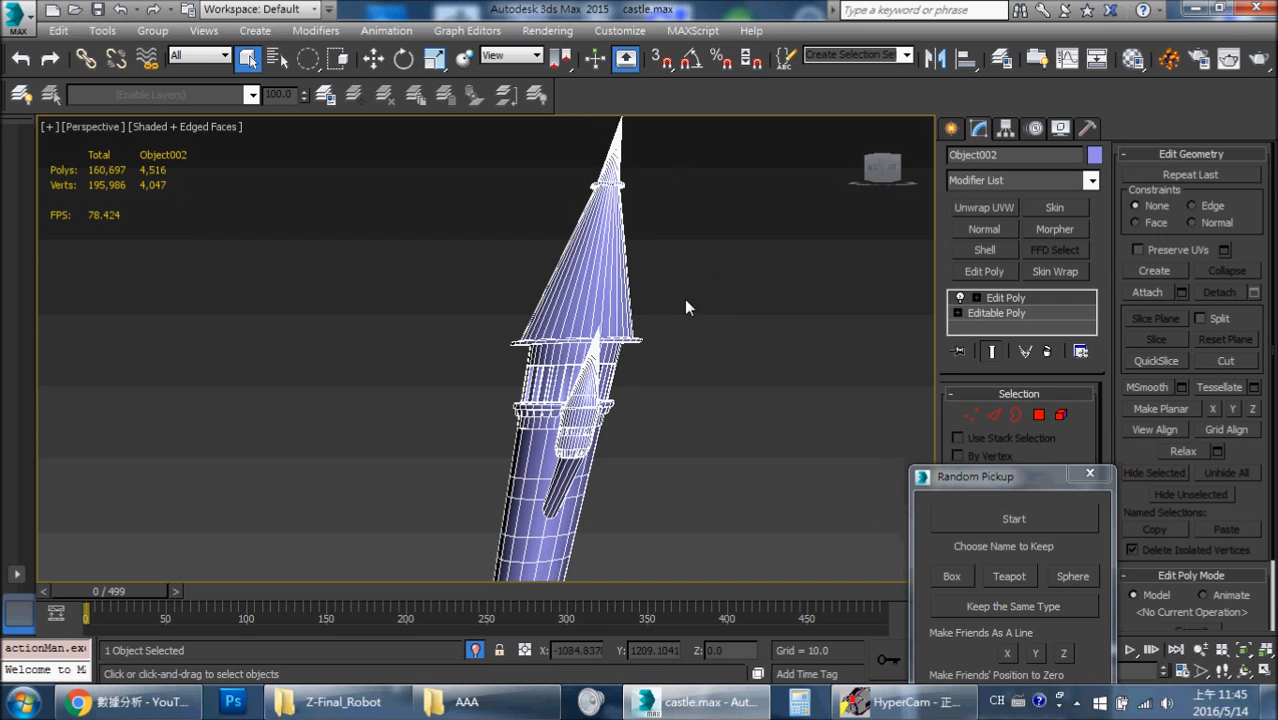 Workspace: Default
Autodesk 3ds Max 2015    castle.max
Type a keyword or phrase
Edit Tools Group Views Create Modifiers Animation Graph Editors Rendering Customize MAXScript Help
All
View
Create Selection Se
(Enable Layers)
100.0
[+] [Perspective] [Shaded + Edged Faces]
Total Object002
Polys: 160,697 4,516
Verts: 195,986 4,047
FPS: 78.424
Object002
Modifier List
Unwrap UVW Skin
Normal Morpher
Shell FFD Select
Edit Poly Skin Wrap
Edit Poly
Editable Poly
Selection
Use Stack Selection
By Vertex
Edit Geometry
Repeat Last
Constraints
None Edge
Face Normal
Preserve UVs
Create Collapse
Attach Detach
Slice Plane Split
Slice Reset Plane
QuickSlice Cut
MSmooth Tessellate
Make Planar X Y Z
View Align Grid Align
Relax
Hide Selected Unhide All
Hide Unselected
Named Selections:
Copy Paste
Delete Isolated Vertices
Edit Poly Mode
Model Animate
<No Current Operation>
Random Pickup
Start
Choose Name to Keep
Box Teapot Sphere
Keep the Same Type
Make Friends As A Line
X Y Z
Make Friends' Position to Zero
0 / 499
0 50 100 150 200 250 300 350 400 450
actionMan.ex
Welcome to M
1 Object Selected
Click or click-and-drag to select objects
X: -1084.837 Y: 1209.1041 Z: 0.0
Grid = 10.0
Add Time Tag
數據分析 - YouT...
Z-Final_Robot
AAA
castle.max - Aut...
HyperCam - 正...
CH
上午 11:45
2016/5/14